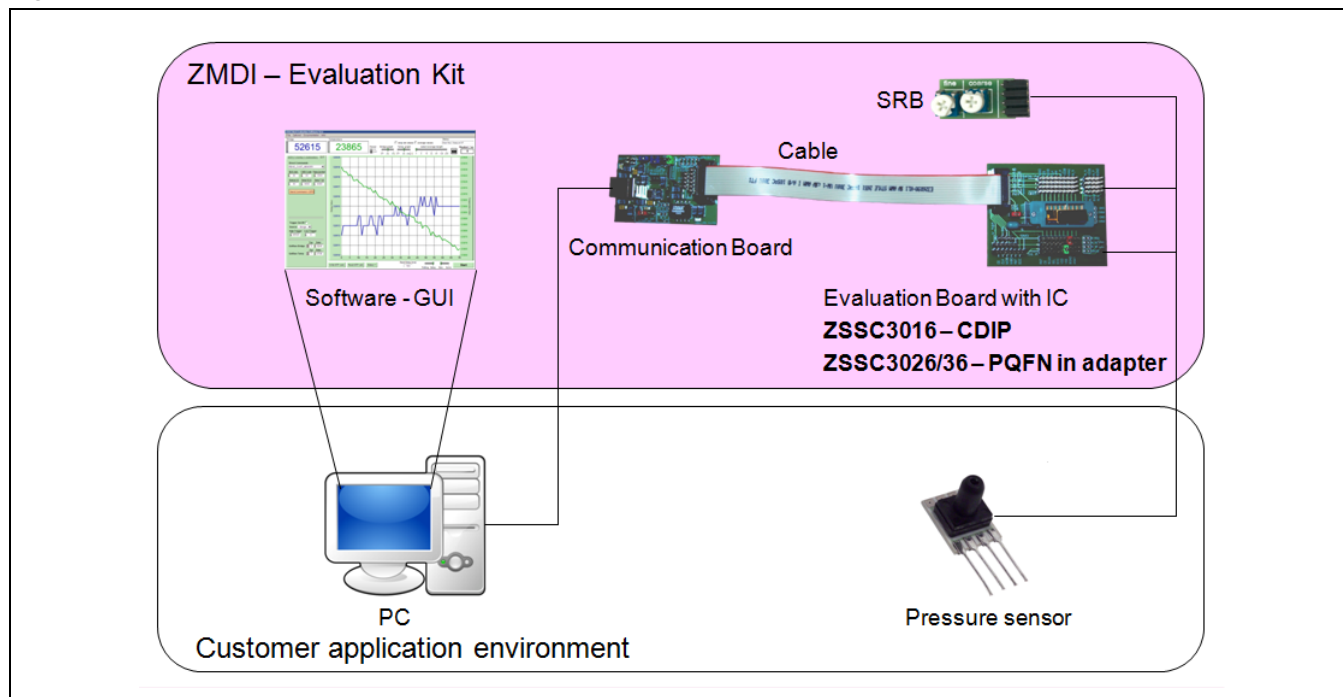 ZMDI – Evaluation Kit
SRB
fine coarse
52615
23865
Cable
Communication Board
Software - GUI
Evaluation Board with IC
ZSSC3016 – CDIP
ZSSC3026/36 – PQFN in adapter
PC
Pressure sensor
Customer application environment